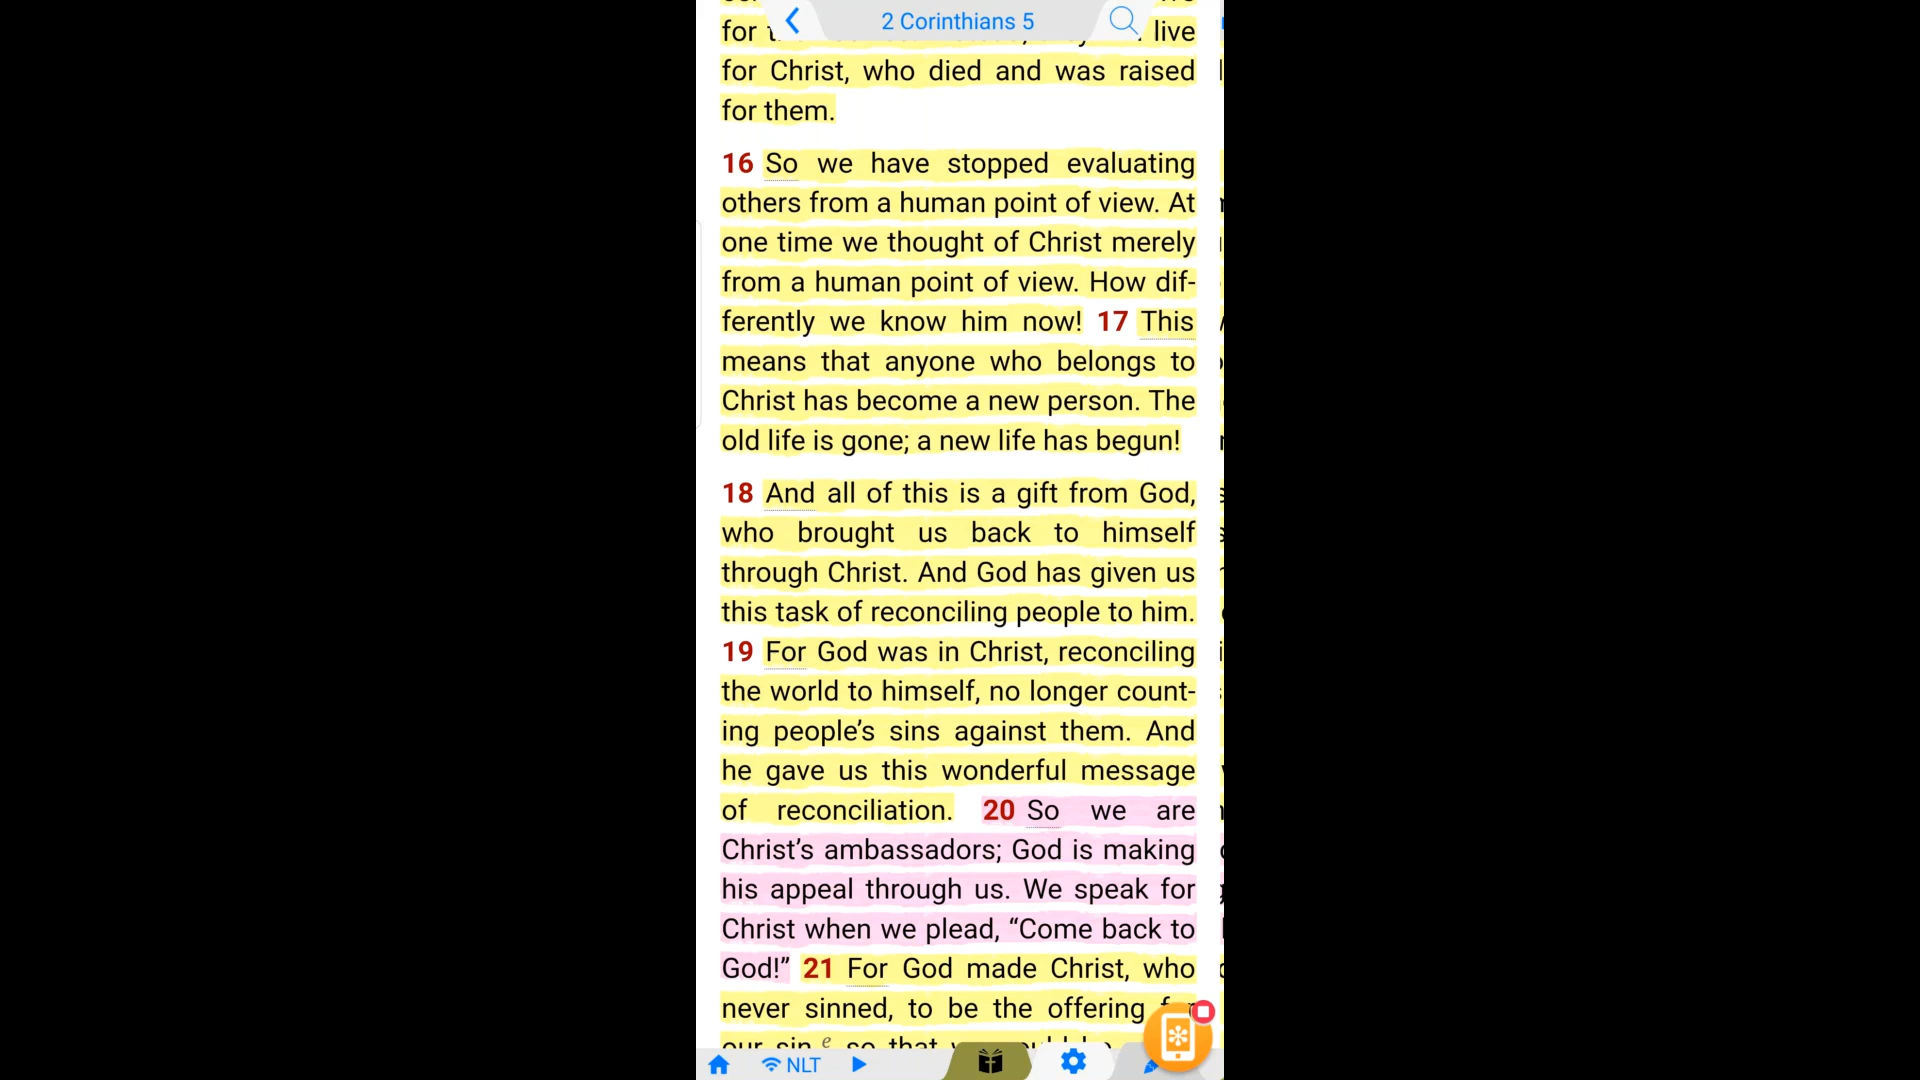 2 Corinthians 5
for live
for Christ, who died and was raised
for them.
16 So we have stopped evaluating
others from a human point of view. At
one time we thought of Christ merely
from a human point of view. How dif-
ferently we know him now! 17 This
means that anyone who belongs to
Christ has become a new person. The
old life is gone; a new life has begun!
18 And all of this is a gift from God,
who brought us back to himself
through Christ. And God has given us
this task of reconciling people to him.
19 For God was in Christ, reconciling
the world to himself, no longer count-
ing people’s sins against them. And
he gave us this wonderful message
of reconciliation. 20 So we are
Christ’s ambassadors; God is making
his appeal through us. We speak for
Christ when we plead, “Come back to
God!” 21 For God made Christ, who
never sinned, to be the offering
our sin, e so that
NLT